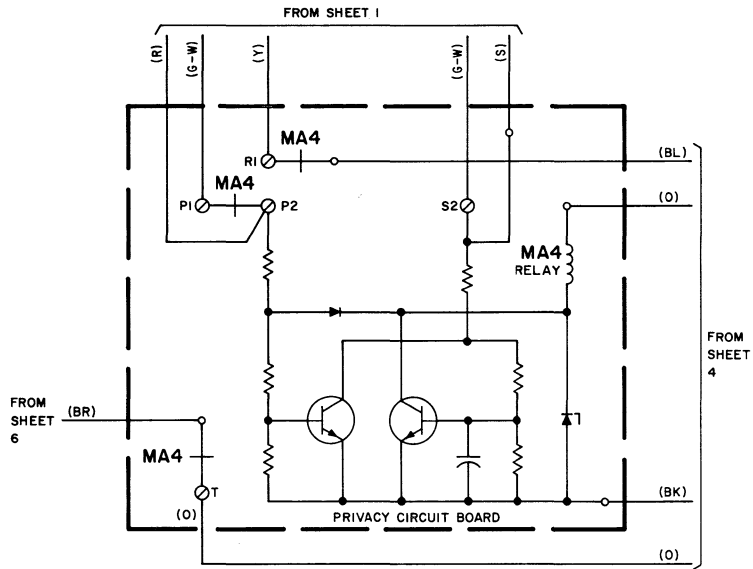 FROM SHEET 1
(R)
(G-W)
(Y)
(G-W)
(S)
MA4
R1
(BL)
MA4
P1
P2
S2
(O)
MA4
RELAY
FROM
SHEET
4
FROM
SHEET
6
(BR)
MA4
T
(O)
(BK)
PRIVACY CIRCUIT BOARD
(O)